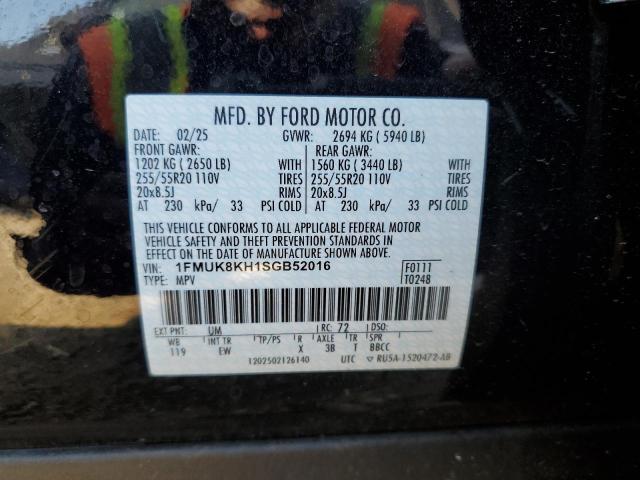 MFD. BY FORD MOTOR CO.
DATE: 02/25 GVWR: 2694 KG ( 5940 LB)
FRONT GAWR: REAR GAWR:
1202 KG ( 2650 LB) WITH 1560 KG ( 3440 LB) WITH
255/55R20 110V TIRES 255/55R20 110V TIRES
20x8.5J RIMS 20x8.5J RIMS
AT 230 kPa/ 33 PSI COLD AT 230 kPa/ 33 PSI COLD
THIS VEHICLE CONFORMS TO ALL APPLICABLE FEDERAL MOTOR
VEHICLE SAFETY AND THEFT PREVENTION STANDARDS IN
EFFECT ON THE DATE OF MANUFACTURE SHOWN ABOVE.
VIN: 1FMUK8KH1SGB52016 F0111
TYPE: MPV T0248
EXT PNT: UM RC: 72 DSO:
WB INT TR TP/PS R AXLE TR SPR
119 EW X 3B T BBCC
1202502126140 UTC ▽ RU5A-1520472-AB